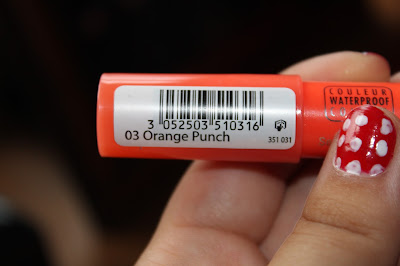 3 052503 510316
03 Orange Punch
351 031
COULEUR
WATERPROOF